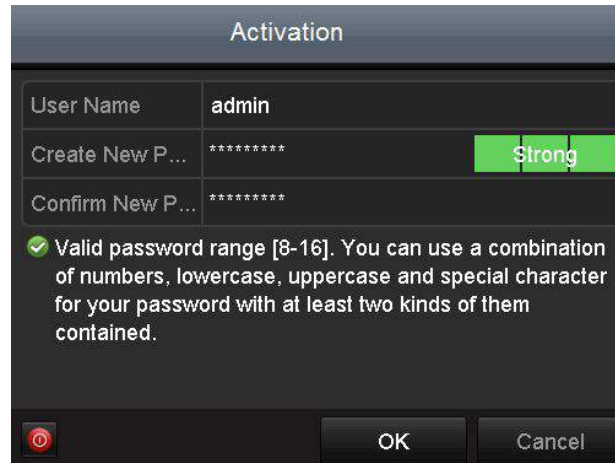 Activation
User Name admin
Create New P... ********* Strong
Confirm New P... *********
Valid password range [8-16]. You can use a combination
of numbers, lowercase, uppercase and special character
for your password with at least two kinds of them
contained.
OK Cancel